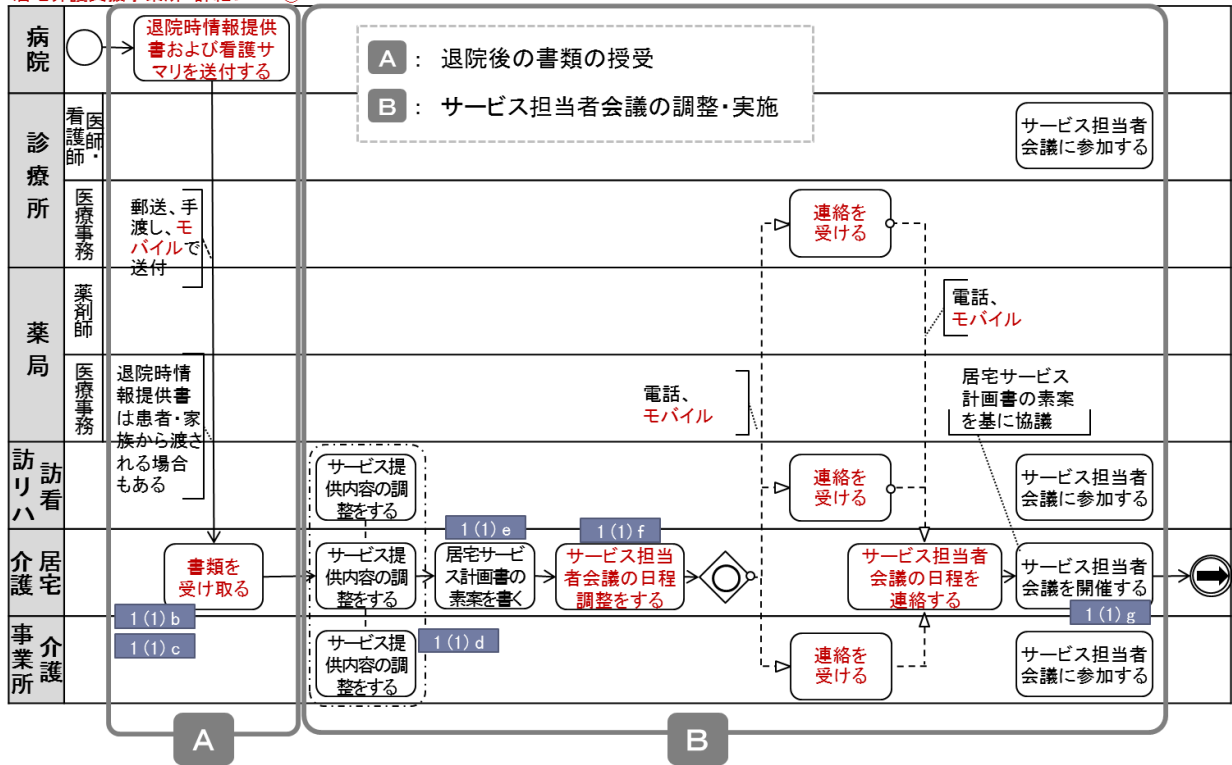 病院
退院時情報提供
書および看護サ
マリを送付する
A : 退院後の書類の授受
B : サービス担当者会議の調整・実施
診療所
医師・
看護師
サービス担当者
会議に参加する
医療事務
郵送、手
渡し、モ
バイルで
送付
連絡を
受ける
薬局
薬剤師
電話、
モバイル
医療事務
退院時情
報提供書
は患者・家
族から渡さ
れる場合
もある
電話、
モバイル
居宅サービス
計画書の素案
を基に協議
訪看
訪リハ
サービス提
供内容の調
整をする
連絡を
受ける
サービス担当者
会議に参加する
居宅
介護
書類を
受け取る
サービス提
供内容の調
整をする
1(1)e
居宅サービ
ス計画書の
素案を書く
1(1)f
サービス担当
者会議の日程
調整をする
サービス担当者
会議の日程を
連絡する
サービス担当者
会議を開催する
1(1)g
1(1)b
1(1)c
介護
事業所
サービス提
供内容の調
整をする
1(1)d
連絡を
受ける
サービス担当者
会議に参加する
A
B